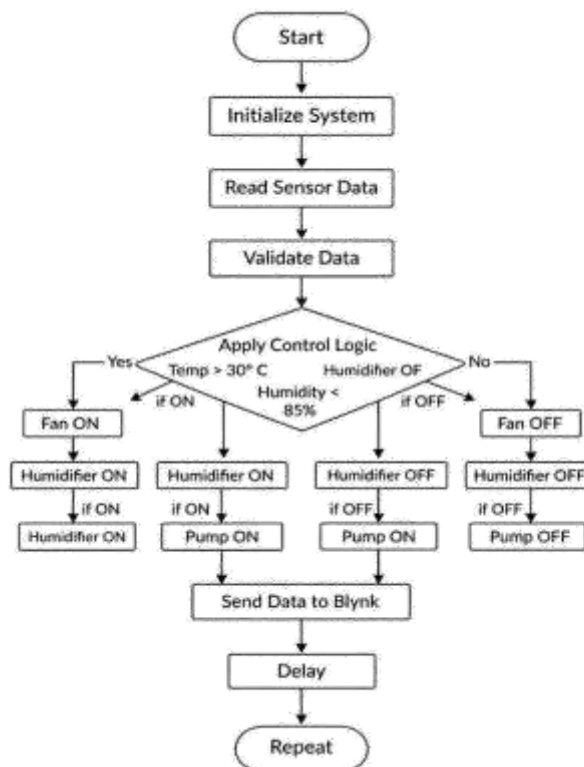 Start
Initialize System
Read Sensor Data
Validate Data
Apply Control Logic
Yes
No
Temp > 30° C
Humidifier OF
Humidity <
85%
if ON
if OFF
Fan ON
Fan OFF
Humidifier ON
Humidifier ON
Humidifier OFF
Humidifier OFF
if ON
if ON
if OFF
if OFF
Humidifier ON
Pump ON
Pump ON
Pump OFF
Send Data to Blynk
Delay
Repeat